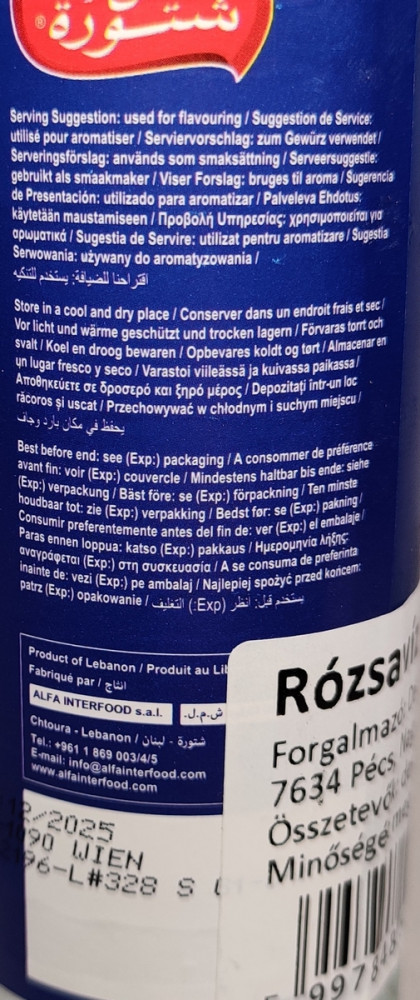 شتورة
Serving Suggestion: used for flavouring / Suggestion de Service:
utilisé pour aromatiser / Serviervorschlag: zum Gewürz verwendet /
Serveringsförslag: används som smaksättning / Serveersuggestie:
gebruikt als smaakmaker / Viser Forslag: bruges til aroma / Sugerencia
de Presentación: utilizado para aromatizar / Palveleva Ehdotus:
käytetään maustamiseen / Προβολή Υπηρεσίας: χρησιμοποιείται για
αρωματικά / Sugestia de Servire: utilizat pentru aromatizare / Sugestia
Serwowania: używany do aromatyzowania /
اقتراحنا للضيافة: يستخدم للتنكيه
Store in a cool and dry place / Conserver dans un endroit frais et sec /
Vor licht und wärme geschützt und trocken lagern / Förvaras torrt och
svalt / Koel en droog bewaren / Opbevares koldt og tørt / Almacenar en
un lugar fresco y seco / Varastoi viileässä ja kuivassa paikassa /
Αποθηκεύετε σε δροσερό και ξηρό μέρος / Depozitați într-un loc
răcoros și uscat / Przechowywać w chłodnym i suchym miejscu /
يحفظ في مكان بارد وجاف
Best before end: see (Exp:) packaging / A consommer de préférence
avant fin: voir (Exp:) couvercle / Mindestens haltbar bis ende: siehe
(Exp:) verpackung / Bäst före: se (Exp:) förpackning / Ten minste
houdbaar tot: zie (Exp:) verpakking / Bedst før: se (Exp:) pakning /
Consumir preferentemente antes del fin de: ver (Exp:) el embalaje /
Paras ennen loppua: katso (Exp:) pakkaus / Ημερομηνία λήξης:
αναγράφεται (Exp:) στη συσκευασία / A se consuma de preferinta
inainte de: vezi (Exp:) pe ambalaj / Najlepiej spożyć przed końcem:
patrz (Exp:) opakowanie / يستخدم قبل: أنظر (Exp:) التغليف
Product of Lebanon / Produit au Li
Fabriqué par / انتاج
ALFA INTERFOOD s.a.l. ش.م.ل.
Chtoura - Lebanon / شتورة - لبنان
Tel.: +961 1 869 003/4/5
E-mail: info@alfainterfood.com
www.alfainterfood.com
12/2025
090 WIEN
96-L#328 S
Rózsaví
Forgalmazó
7634 Pécs,
Összetevők
Minőségé
5 997848